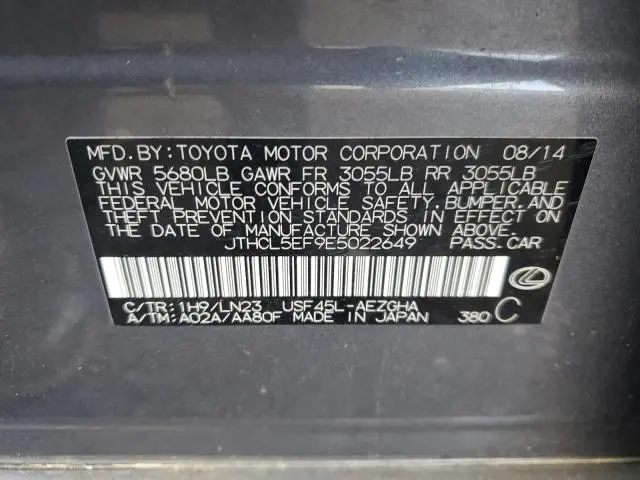 MFD.BY:TOYOTA MOTOR CORPORATION 08/14
GVWR 5680LB GAWR FR 3055LB RR 3055LB
THIS VEHICLE CONFORMS TO ALL APPLICABLE
FEDERAL MOTOR VEHICLE SAFETY,BUMPER,AND
THEFT PREVENTION STANDARDS IN EFFECT ON
THE DATE OF MANUFACTURE SHOWN ABOVE.
JTHCL5EF9E5022649 PASS.CAR
C/TR:1H9/LN23 USF45L-AEZGHA
A/TM:A02A/AA80F MADE IN JAPAN 380 C